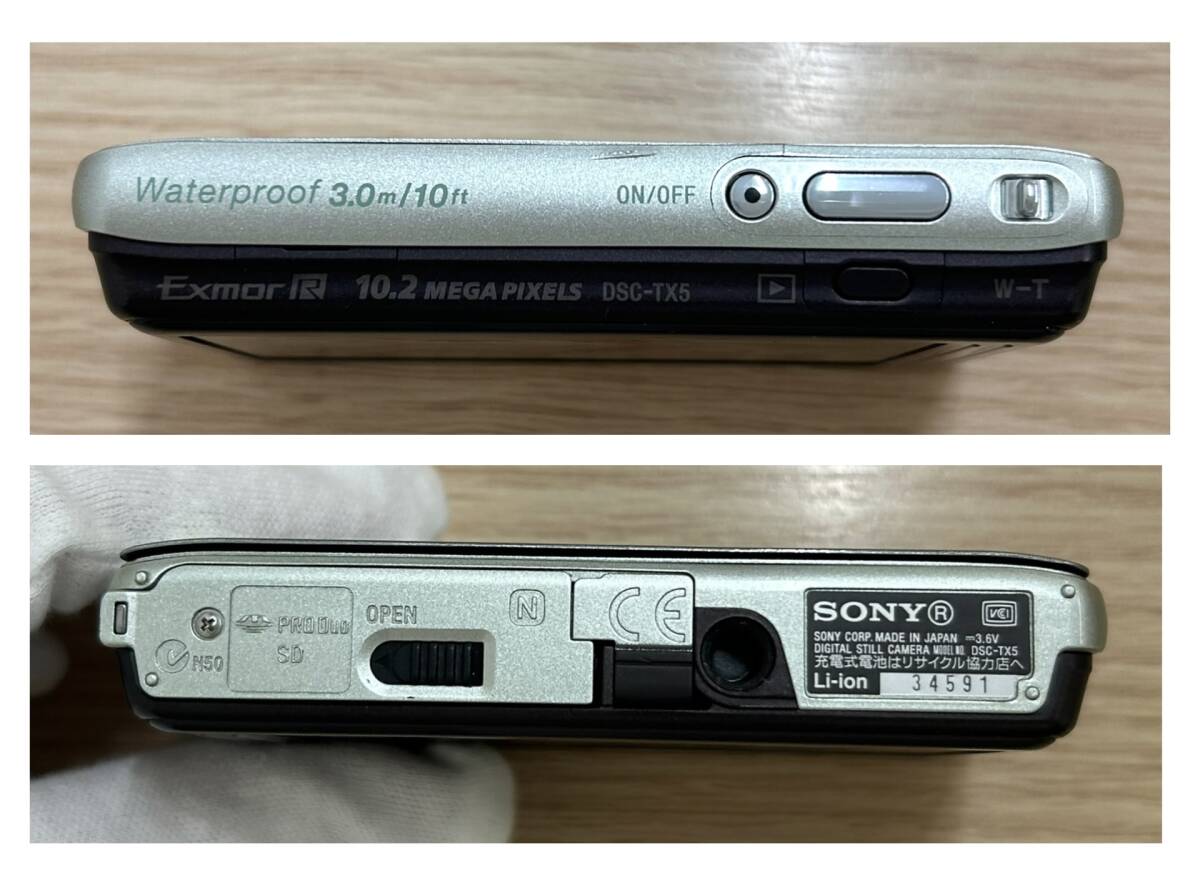 Waterproof 3.0m/10ft
ON/OFF
Exmor R 10.2 MEGA PIXELS DSC-TX5
W-T
OPEN
N
PRO Duo
SD
N50
CE
SONY®
VCI
SONY CORP. MADE IN JAPAN ⎓3.6V
DIGITAL STILL CAMERA MODEL NO. DSC-TX5
充電式電池はリサイクル協力店へ
Li-ion 34591